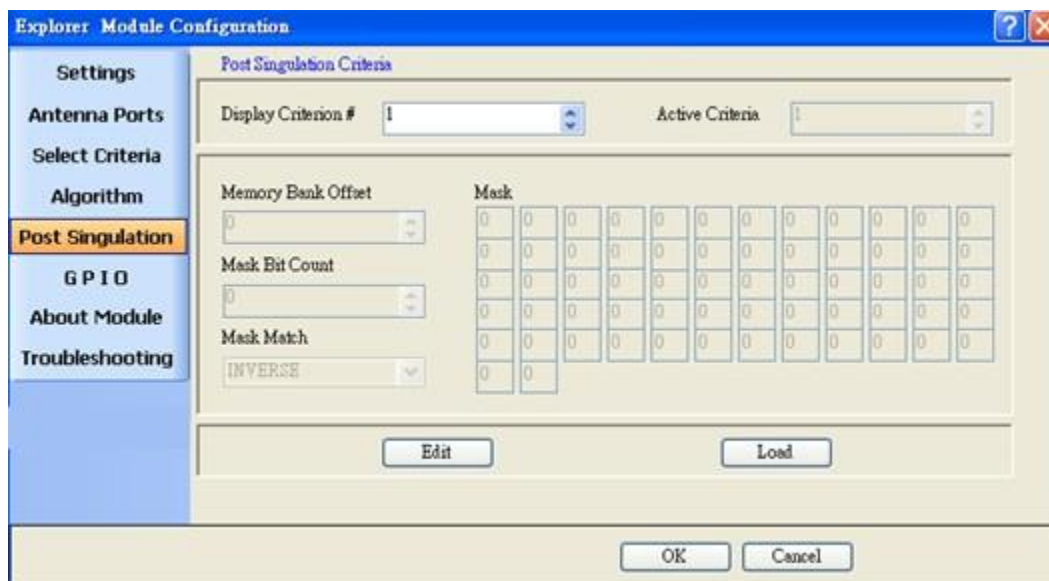 Explorer Module Configuration
Settings
Antenna Ports
Select Criteria
Algorithm
Post Singulation
GPIO
About Module
Troubleshooting
Post Singulation Criteria
Display Criterion # 1 Active Criteria 1
Memory Bank Offset
0
Mask Bit Count
0
Mask Match
INVERSE
Mask
0 0 0 0 0 0 0 0 0 0 0 0
0 0 0 0 0 0 0 0 0 0 0 0
0 0 0 0 0 0 0 0 0 0 0 0
0 0 0 0 0 0 0 0 0 0 0 0
0 0 0 0 0 0 0 0 0 0 0 0
0 0
Edit Load
OK Cancel